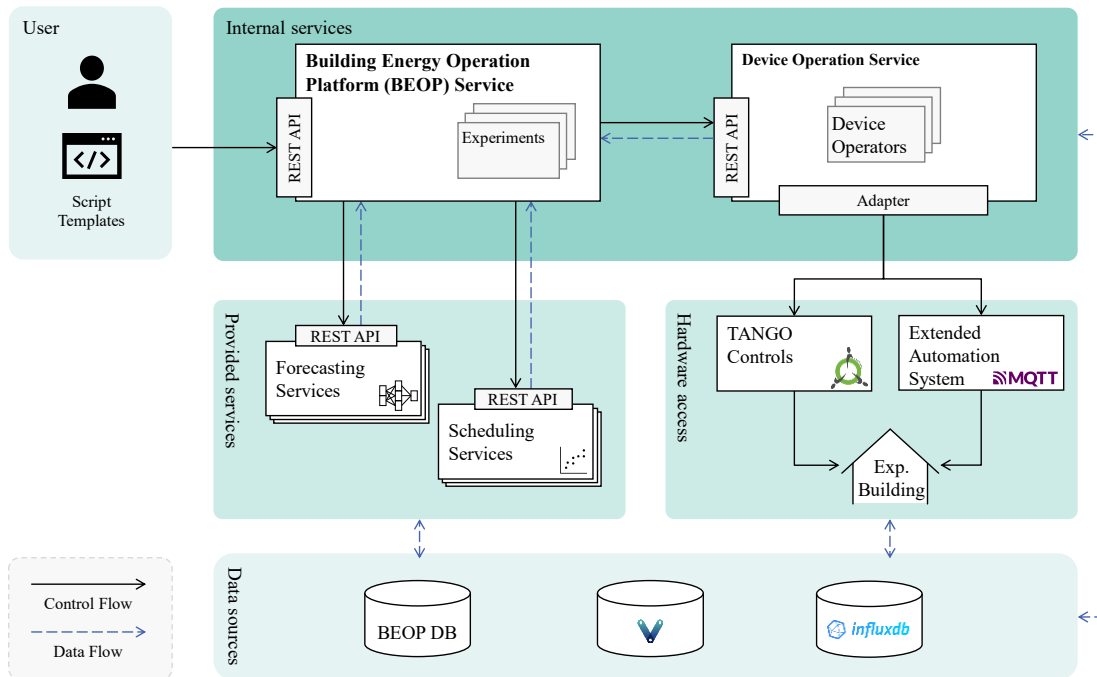 User
Script
Templates
Internal services
Building Energy Operation
Platform (BEOP) Service
REST API
Experiments
Device Operation Service
REST API
Device
Operators
Adapter
Provided services
REST API
Forecasting
Services
REST API
Scheduling
Services
Hardware access
TANGO
Controls
Extended
Automation
System
MQTT
Exp.
Building
Control Flow
Data Flow
Data sources
BEOP DB
influxdb